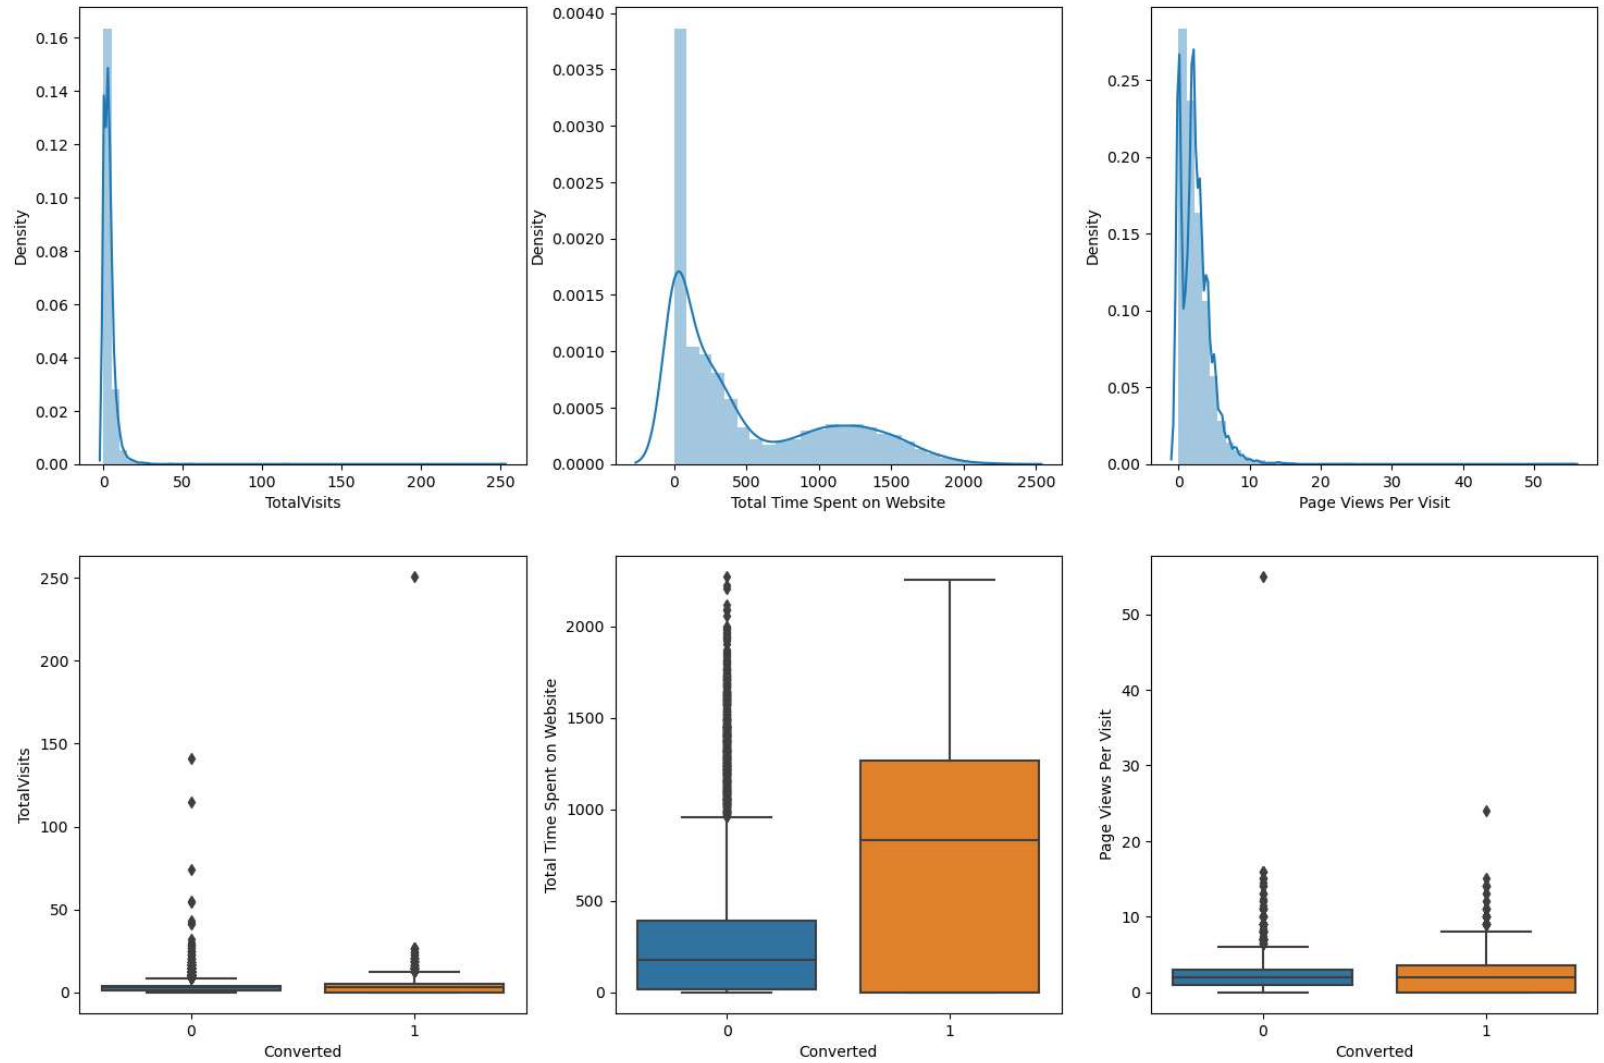 0.16
0.14
0.12
0.10
0.08
0.06
0.04
0.02
0.00
Density
0 50 100 150 200 250
TotalVisits
0.0040
0.0035
0.0030
0.0025
0.0020
0.0015
0.0010
0.0005
0.0000
Density
0 500 1000 1500 2000 2500
Total Time Spent on Website
0.25
0.20
0.15
0.10
0.05
0.00
Density
0 10 20 30 40 50
Page Views Per Visit
250
200
150
100
50
0
TotalVisits
0 1
Converted
2000
1500
1000
500
0
Total Time Spent on Website
0 1
Converted
50
40
30
20
10
0
Page Views Per Visit
0 1
Converted